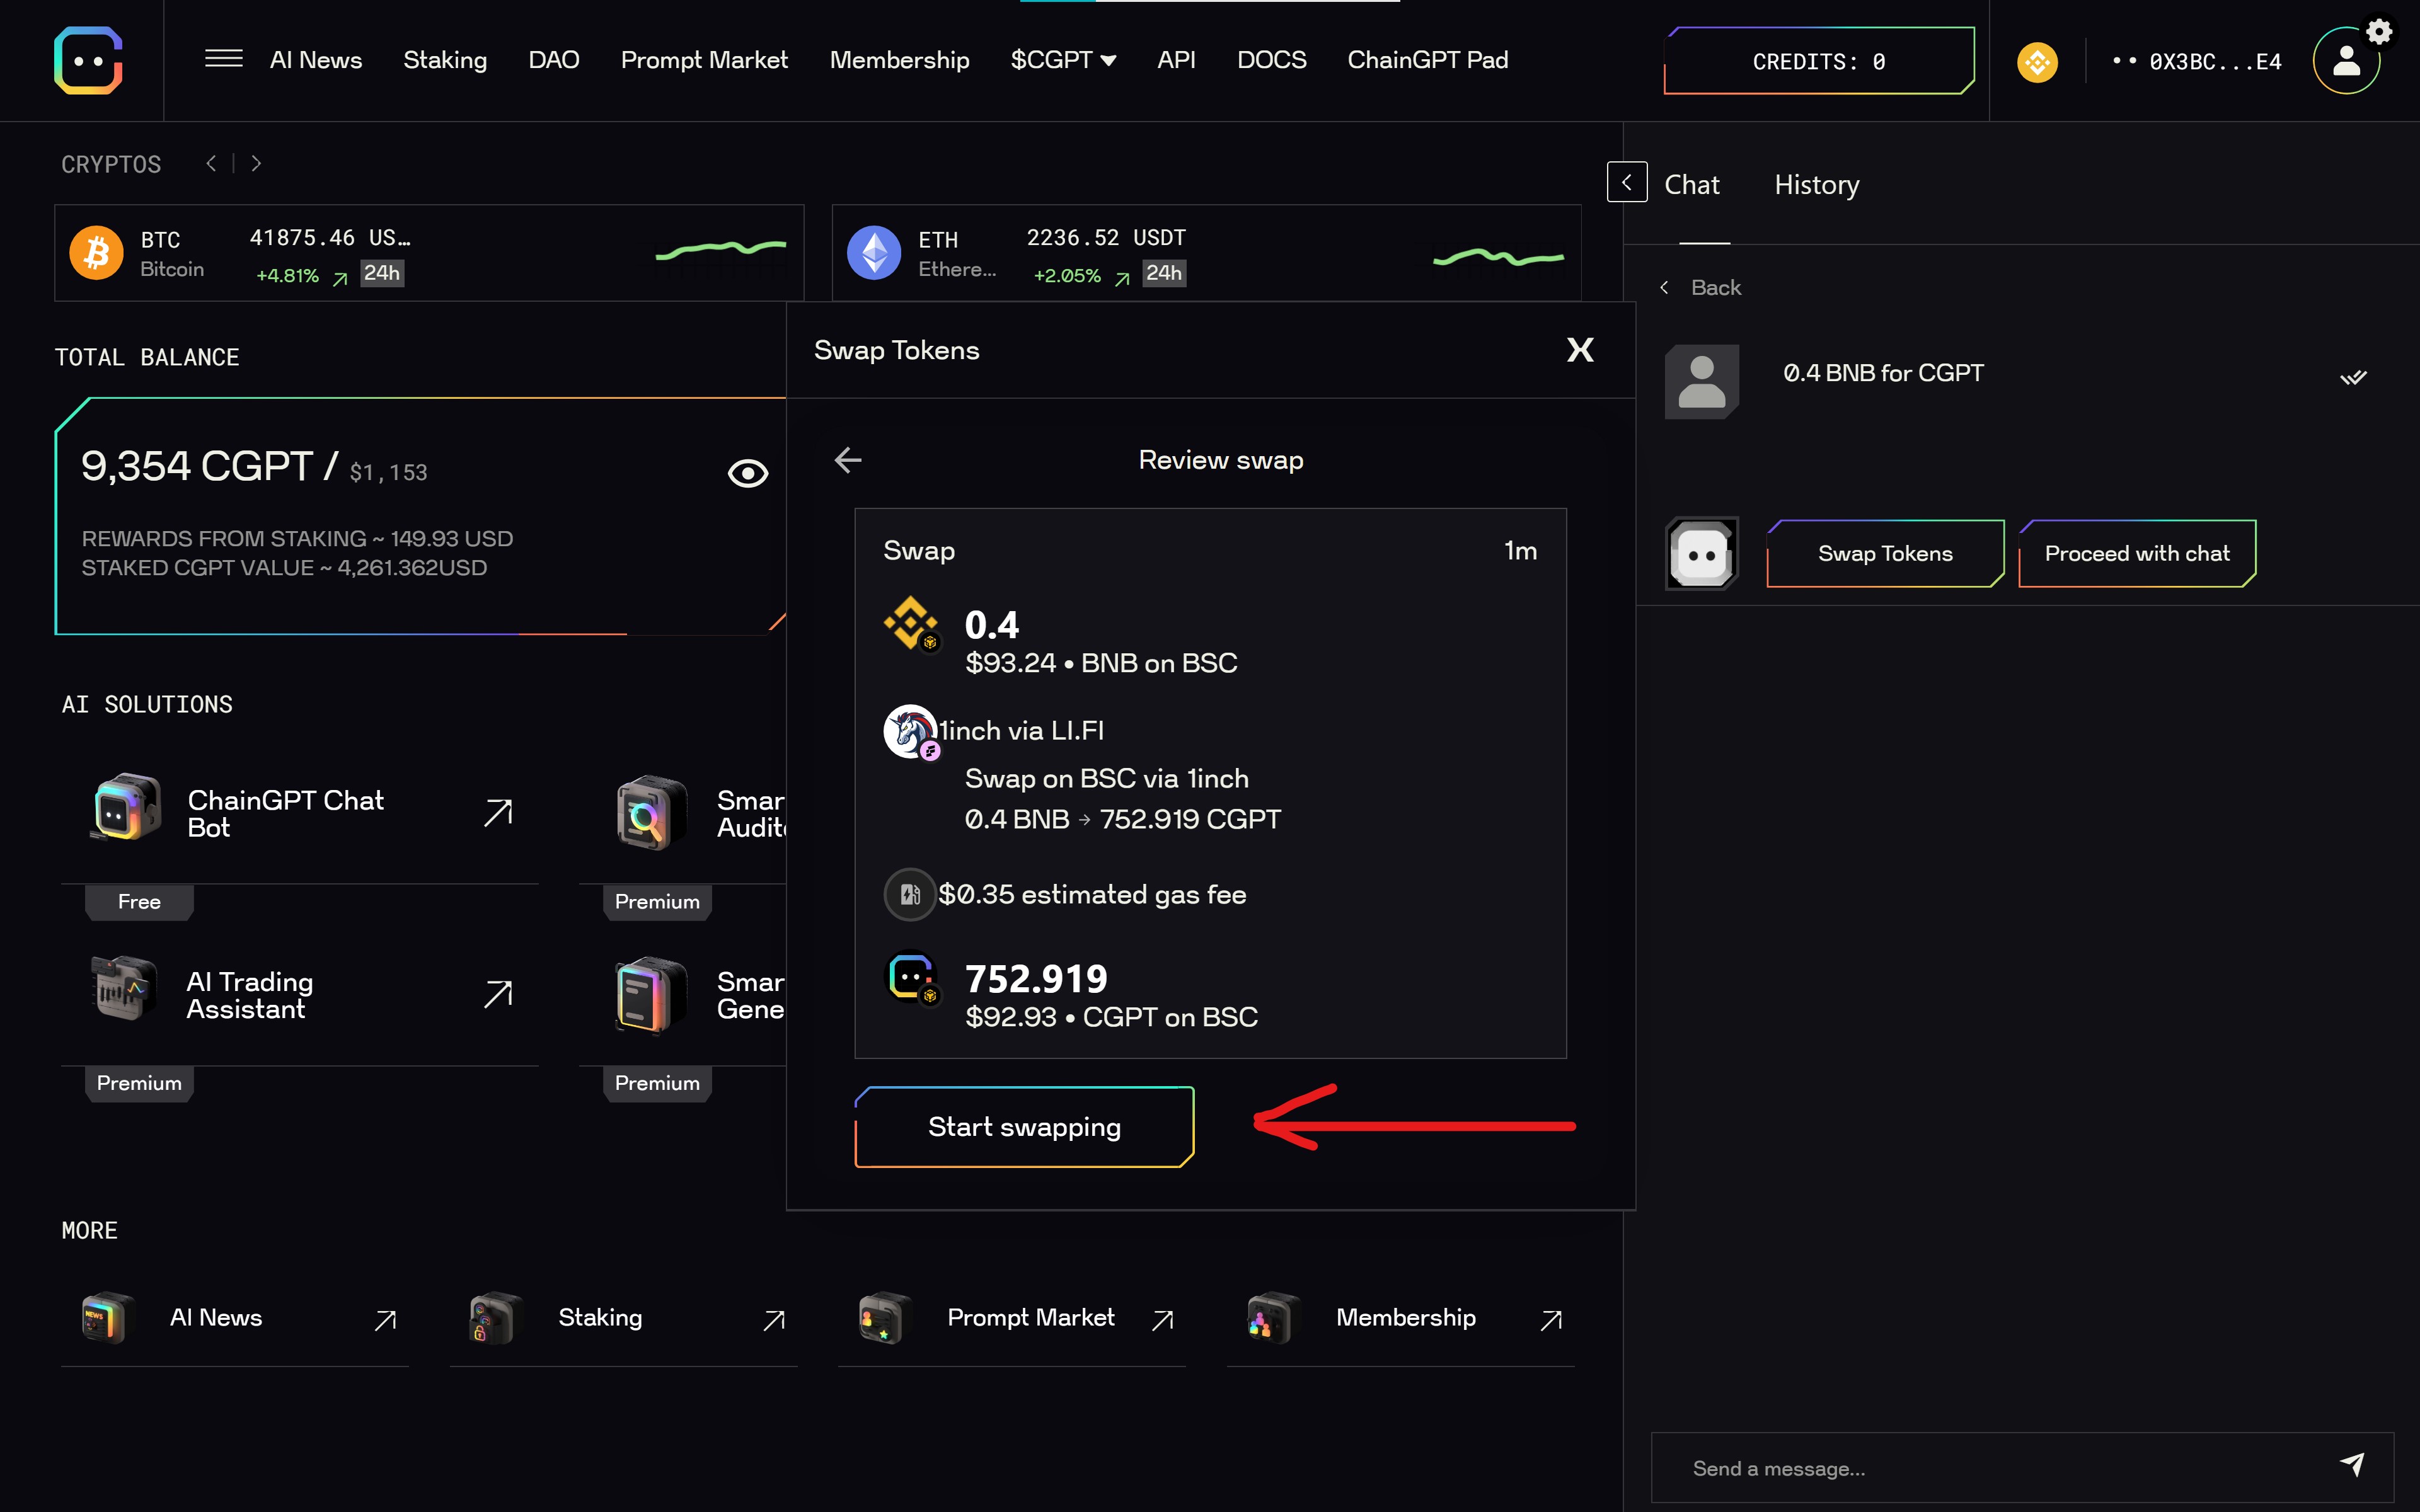 AI News
Staking
DAO
Prompt Market
Membership
$CGPT
API
DOCS
ChainGPT Pad
CREDITS: 0
0X3BC...E4
CRYPTOS
BTC
Bitcoin
41875.46 US...
+4.81%
24h
ETH
Ethere...
2236.52 USDT
+2.05%
24h
TOTAL BALANCE
9,354 CGPT / $1,153
REWARDS FROM STAKING ~ 149.93 USD
STAKED CGPT VALUE ~ 4,261.362USD
AI SOLUTIONS
ChainGPT Chat
Bot
Free
Smar
Audit
Premium
AI Trading
Assistant
Premium
Smar
Gene
Premium
Swap Tokens
X
Review swap
Swap
1m
0.4
$93.24 • BNB on BSC
1inch via LI.FI
Swap on BSC via 1inch
0.4 BNB → 752.919 CGPT
$0.35 estimated gas fee
752.919
$92.93 • CGPT on BSC
Start swapping
MORE
NEWS
AI News
Staking
Prompt Market
Membership
Chat
History
Back
0.4 BNB for CGPT
Swap Tokens
Proceed with chat
Send a message...